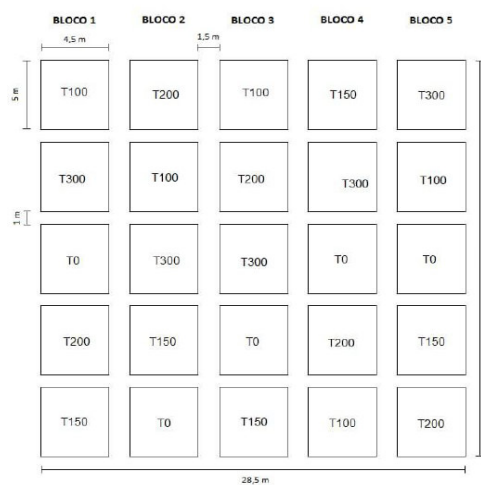 BLOCO 1 BLOCO 2 BLOCO 3 BLOCO 4 BLOCO 5
4,5 m 1,5 m
5 m
T100 T200 T100 T150 T300
T300 T100 T200 T300 T100
1 m
T0 T300 T300 T0 T0
T200 T150 T0 T200 T150
T150 T0 T150 T100 T200
28,5 m